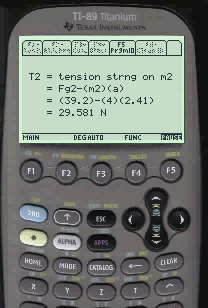 TI-89 Titanium
TEXAS INSTRUMENTS
F5
PrgmIO
T2 = tension strng on m2
= Fg2-(m2)(a)
= (39.2)-(4)(2.41)
= 29.581 N
MAIN DEGAUTO FUNC PAUSE
F1 F2 F3 F4 F5
2ND ESC
ALPHA APPS
HOME MODE CATALOG CLEAR